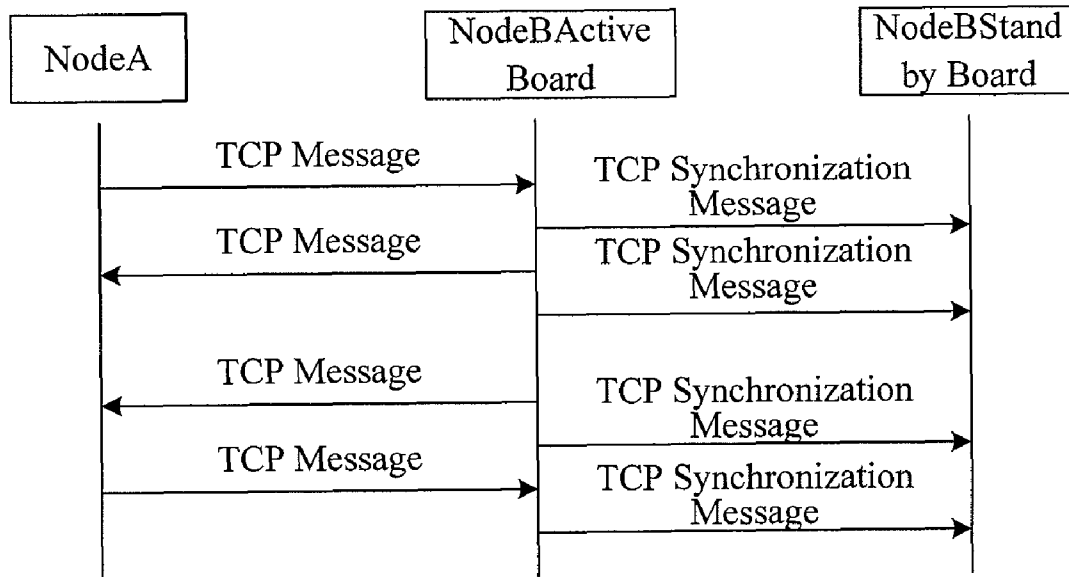 NodeA
NodeBActive
Board
NodeBStand
by Board
TCP Message
TCP Synchronization
Message
TCP Message
TCP Synchronization
Message
TCP Message
TCP Synchronization
Message
TCP Message
TCP Synchronization
Message